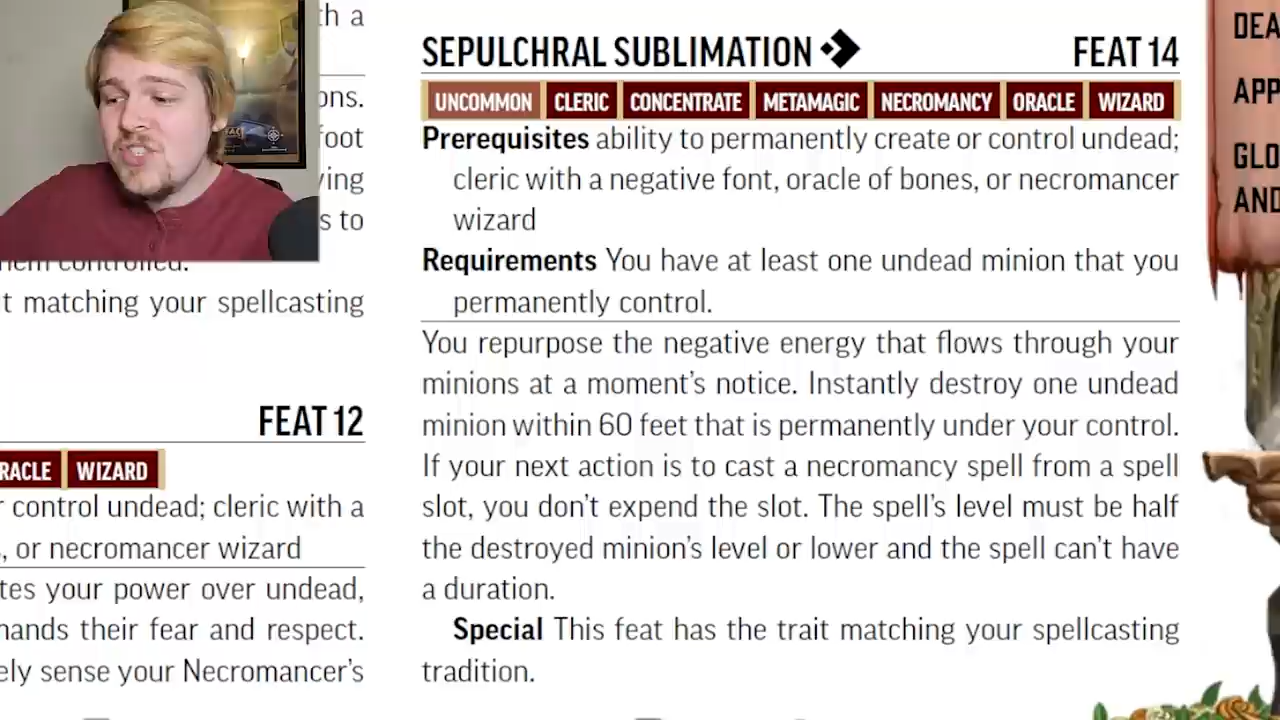 th a
ons.
foot
ying
s to
t matching your spellcasting
FEAT 12
RACLE WIZARD
r control undead; cleric with a
, or necromancer wizard
tes your power over undead,
nands their fear and respect.
ely sense your Necromancer's
SEPULCHRAL SUBLIMATION FEAT 14
UNCOMMON CLERIC CONCENTRATE METAMAGIC NECROMANCY ORACLE WIZARD
Prerequisites ability to permanently create or control undead;
cleric with a negative font, oracle of bones, or necromancer
wizard
Requirements You have at least one undead minion that you
permanently control.
You repurpose the negative energy that flows through your
minions at a moment's notice. Instantly destroy one undead
minion within 60 feet that is permanently under your control.
If your next action is to cast a necromancy spell from a spell
slot, you don't expend the slot. The spell's level must be half
the destroyed minion's level or lower and the spell can't have
a duration.
Special This feat has the trait matching your spellcasting
tradition.
DEA
APP
GLO
AND